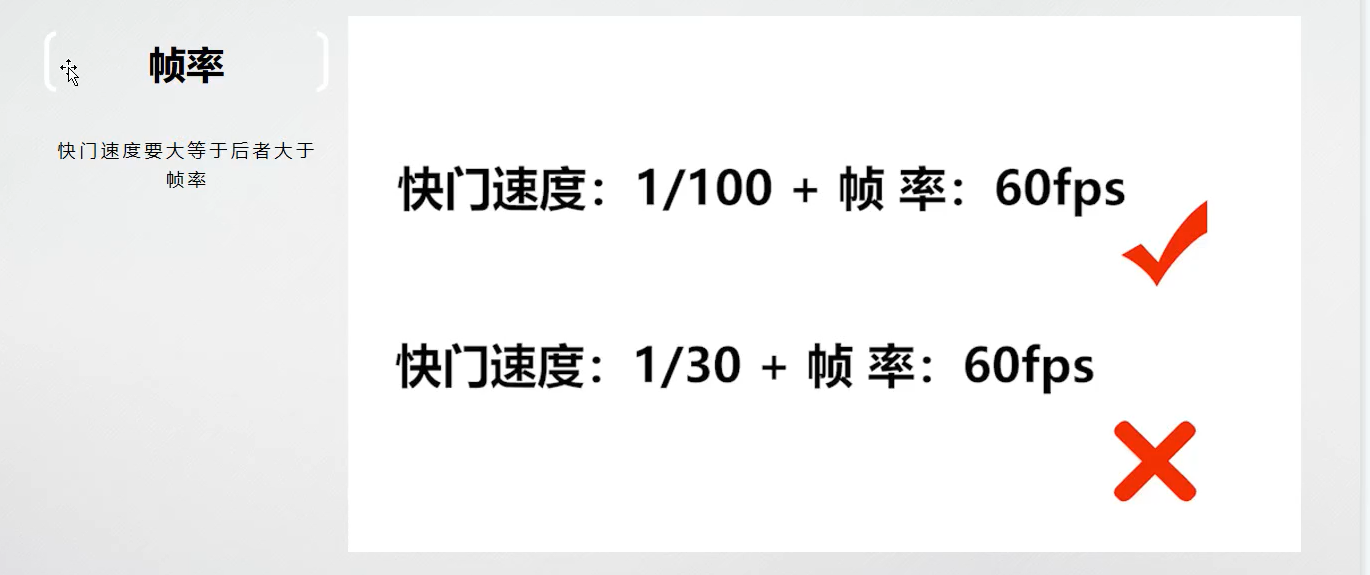 帧率
快门速度要大等于后者大于
帧率
快门速度：1/100 + 帧 率：60fps
快门速度：1/30 + 帧 率：60fps